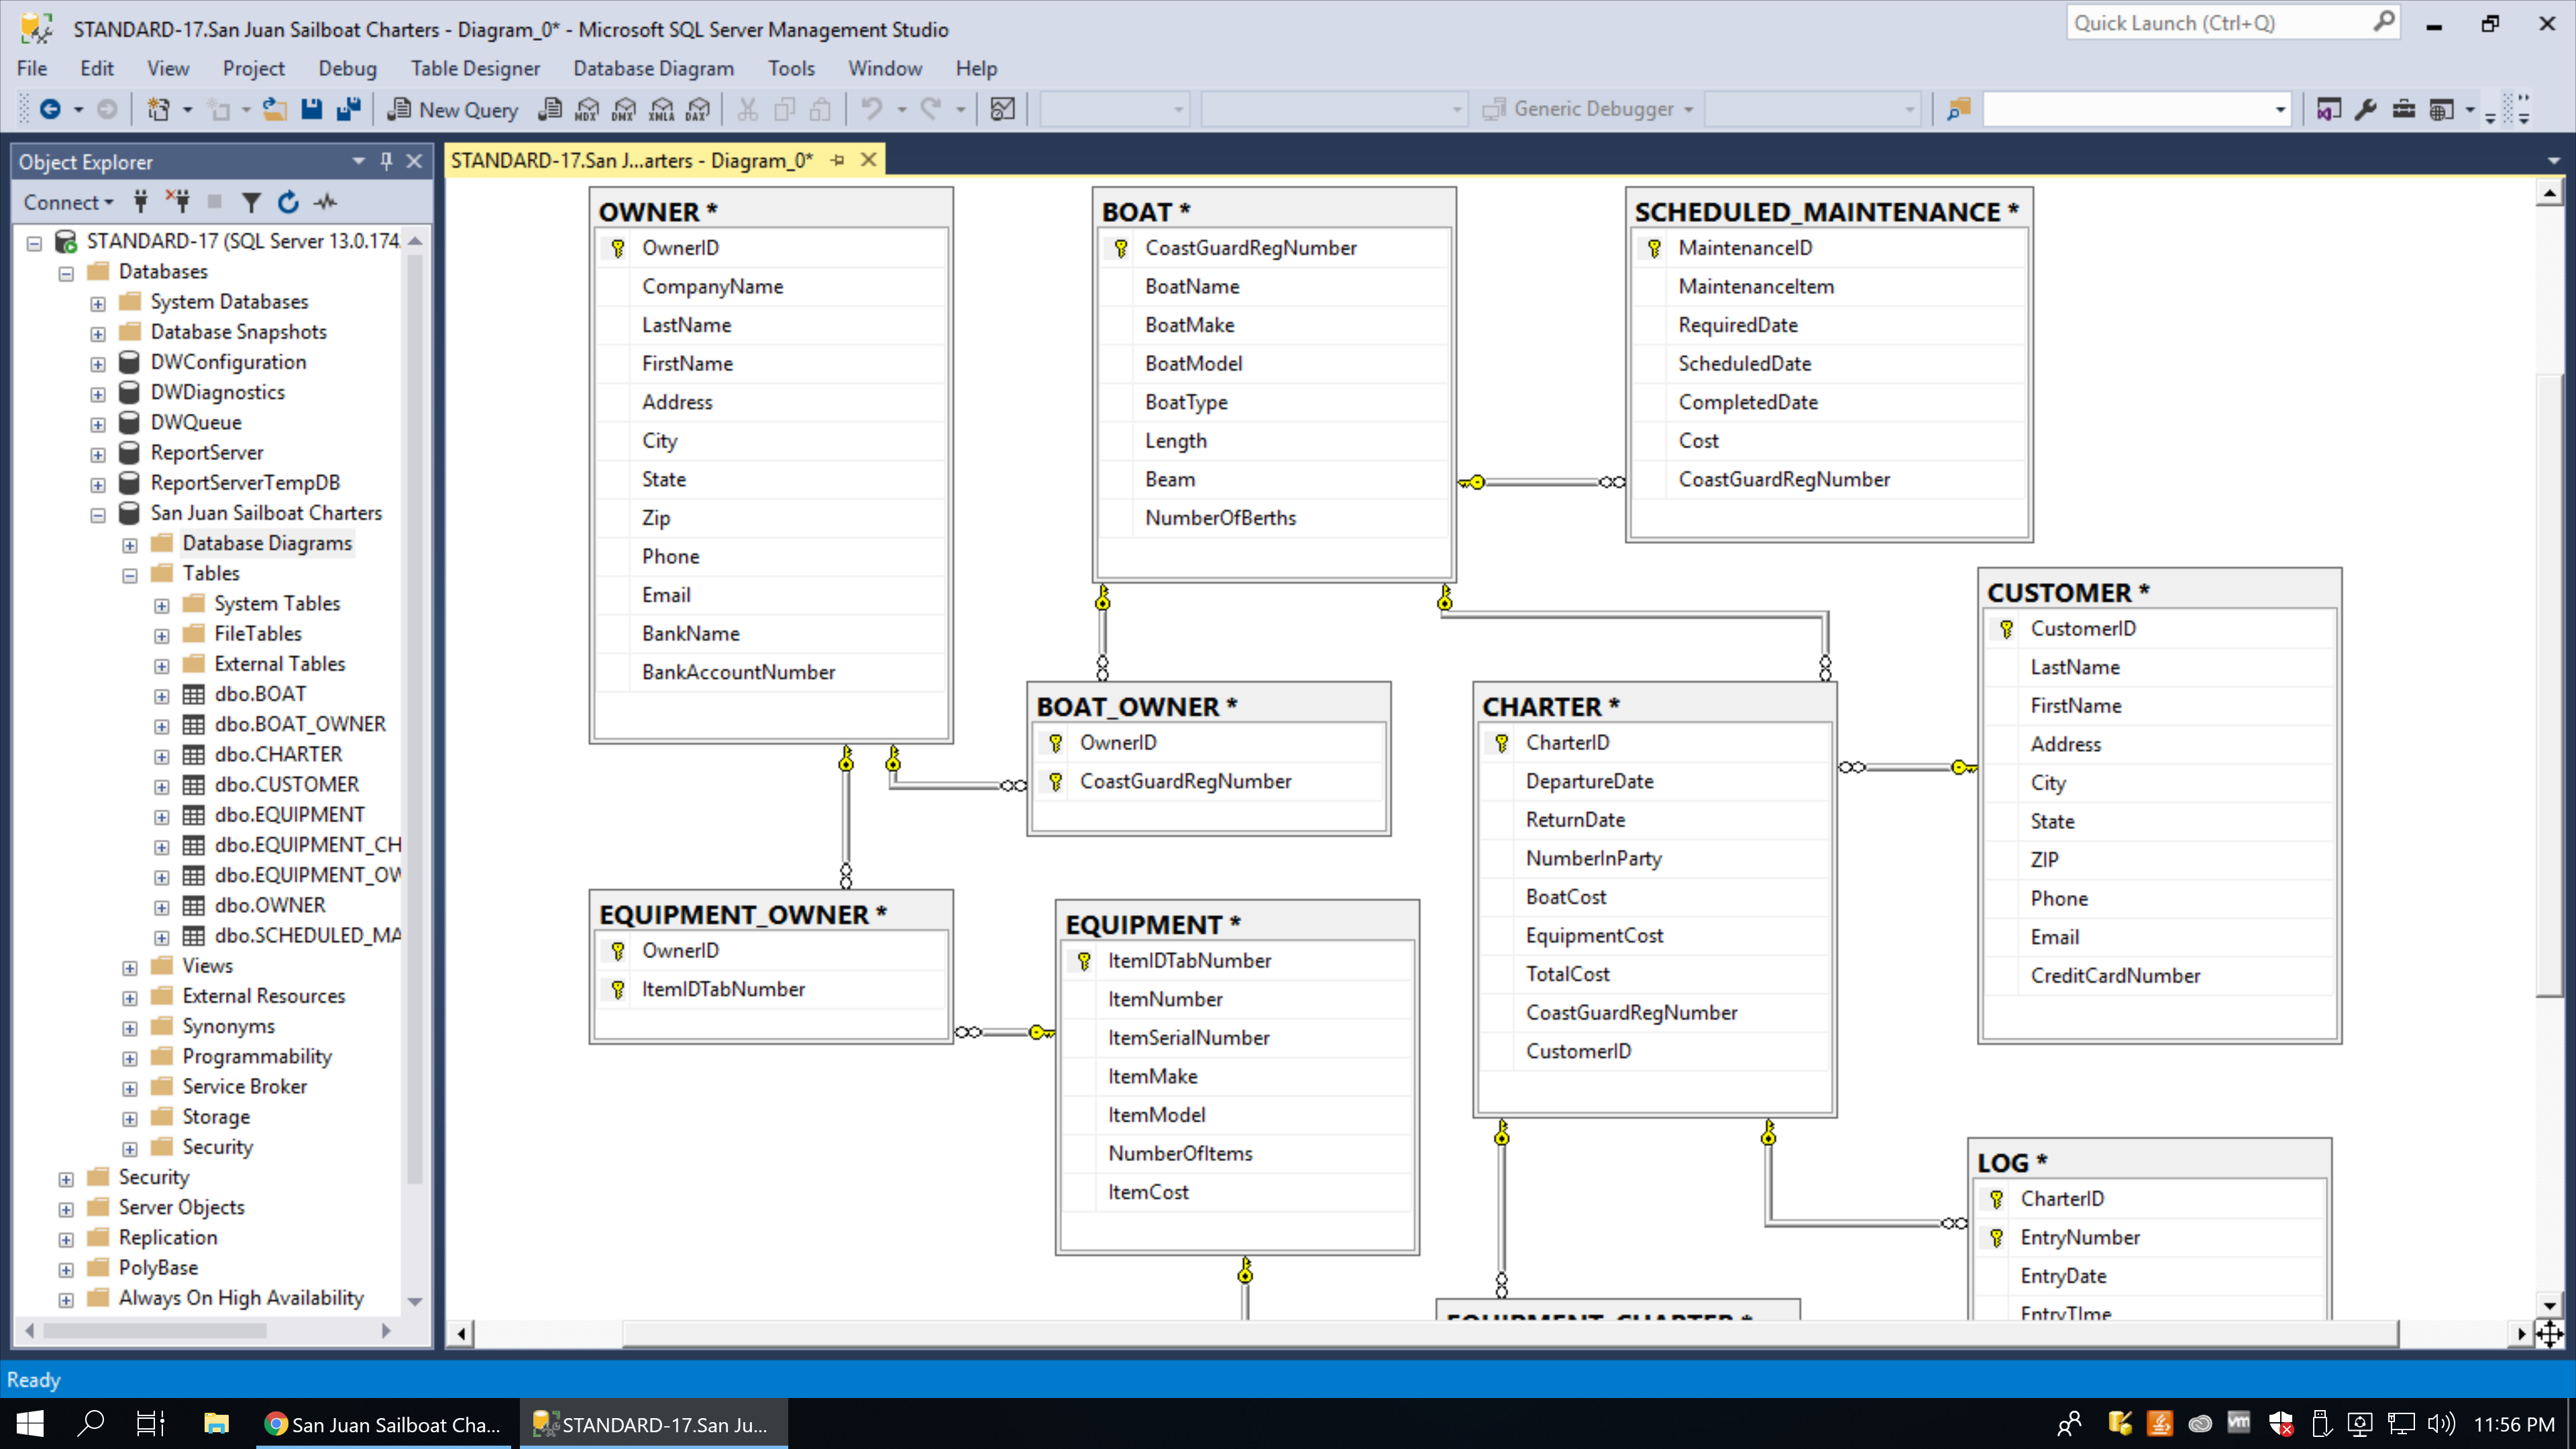 STANDARD-17.San Juan Sailboat Charters - Diagram_0* - Microsoft SQL Server Management Studio
Quick Launch (Ctrl+Q)
File Edit View Project Debug Table Designer Database Diagram Tools Window Help
New Query MDX DMX XMLA DAX Generic Debugger
Object Explorer
STANDARD-17.San J...arters - Diagram_0*
Connect
STANDARD-17 (SQL Server 13.0.174
Databases
System Databases
Database Snapshots
DWConfiguration
DWDiagnostics
DWQueue
ReportServer
ReportServerTempDB
San Juan Sailboat Charters
Database Diagrams
Tables
System Tables
FileTables
External Tables
dbo.BOAT
dbo.BOAT_OWNER
dbo.CHARTER
dbo.CUSTOMER
dbo.EQUIPMENT
dbo.EQUIPMENT_CH
dbo.EQUIPMENT_OW
dbo.OWNER
dbo.SCHEDULED_MA
Views
External Resources
Synonyms
Programmability
Service Broker
Storage
Security
Security
Server Objects
Replication
PolyBase
Always On High Availability
OWNER *
OwnerID
CompanyName
LastName
FirstName
Address
City
State
Zip
Phone
Email
BankName
BankAccountNumber
BOAT *
CoastGuardRegNumber
BoatName
BoatMake
BoatModel
BoatType
Length
Beam
NumberOfBerths
SCHEDULED_MAINTENANCE *
MaintenanceID
MaintenanceItem
RequiredDate
ScheduledDate
CompletedDate
Cost
CoastGuardRegNumber
CUSTOMER *
CustomerID
LastName
FirstName
Address
City
State
ZIP
Phone
Email
CreditCardNumber
BOAT_OWNER *
OwnerID
CoastGuardRegNumber
CHARTER *
CharterID
DepartureDate
ReturnDate
NumberInParty
BoatCost
EquipmentCost
TotalCost
CoastGuardRegNumber
CustomerID
EQUIPMENT_OWNER *
OwnerID
ItemIDTabNumber
EQUIPMENT *
ItemIDTabNumber
ItemNumber
ItemSerialNumber
ItemMake
ItemModel
NumberOfItems
ItemCost
LOG *
CharterID
EntryNumber
EntryDate
EntryTIme
EQUIPMENT_CHARTER *
Ready
San Juan Sailboat Cha...
STANDARD-17.San Ju...
vm
11:56 PM